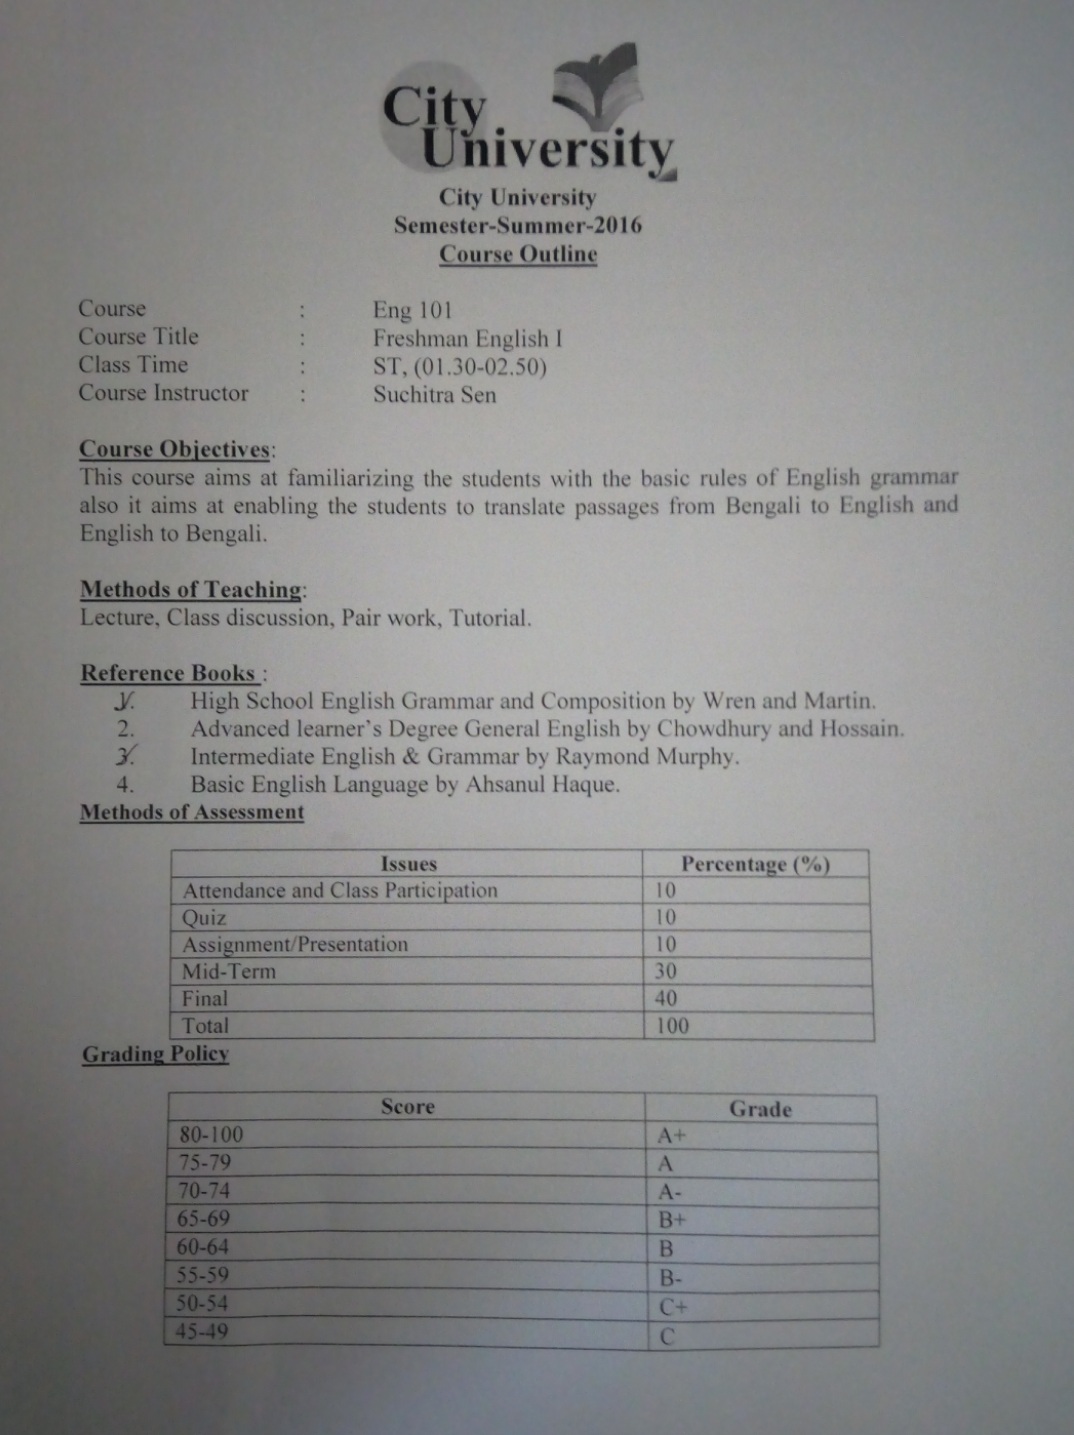 City
University
City University
Semester-Summer-2016
Course Outline
Course : Eng 101
Course Title : Freshman English I
Class Time : ST, (01.30-02.50)
Course Instructor : Suchitra Sen
Course Objectives:
This course aims at familiarizing the students with the basic rules of English grammar
also it aims at enabling the students to translate passages from Bengali to English and
English to Bengali.
Methods of Teaching:
Lecture, Class discussion, Pair work, Tutorial.
Reference Books :
1. High School English Grammar and Composition by Wren and Martin.
2. Advanced learner's Degree General English by Chowdhury and Hossain.
3. Intermediate English & Grammar by Raymond Murphy.
4. Basic English Language by Ahsanul Haque.
Methods of Assessment
Issues Percentage (%)
Attendance and Class Participation 10
Quiz 10
Assignment/Presentation 10
Mid-Term 30
Final 40
Total 100
Grading Policy
Score Grade
80-100 A+
75-79 A
70-74 A-
65-69 B+
60-64 B
55-59 B-
50-54 C+
45-49 C